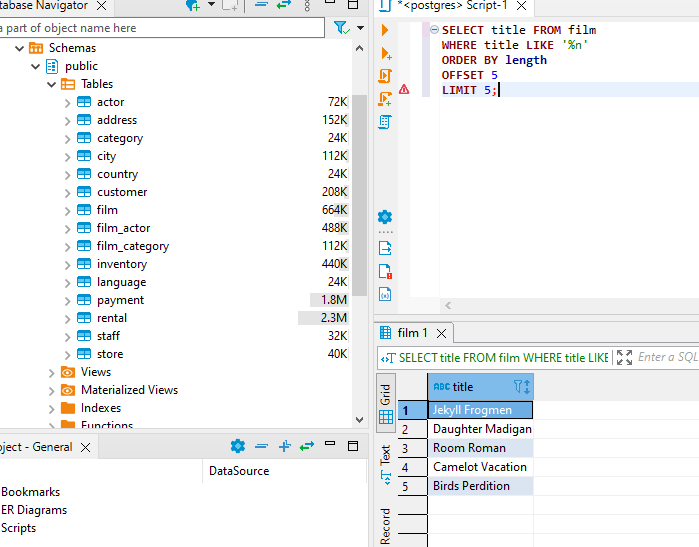 tabase Navigator
a part of object name here
Schemas
public
Tables
actor 72K
address 152K
category 24K
city 112K
country 24K
customer 208K
film 664K
film_actor 488K
film_category 112K
inventory 440K
language 24K
payment 1.8M
rental 2.3M
staff 32K
store 40K
Views
Materialized Views
Indexes
Functions
oject - General
DataSource
Bookmarks
ER Diagrams
Scripts
*<postgres> Script-1
SELECT title FROM film
WHERE title LIKE '%n'
ORDER BY length
OFFSET 5
LIMIT 5;
film 1
SELECT title FROM film WHERE title LIKE
Enter a SQL
Grid
Text
Record
ABC title
1 Jekyll Frogmen
2 Daughter Madigan
3 Room Roman
4 Camelot Vacation
5 Birds Perdition